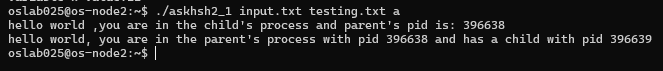 oslab025@os-node2:~$ ./askhsh2_1 input.txt testing.txt a
hello world ,you are in the child's process and parent's pid is: 396638
hello world, you are in the parent's process with pid 396638 and has a child with pid 396639
oslab025@os-node2:~$